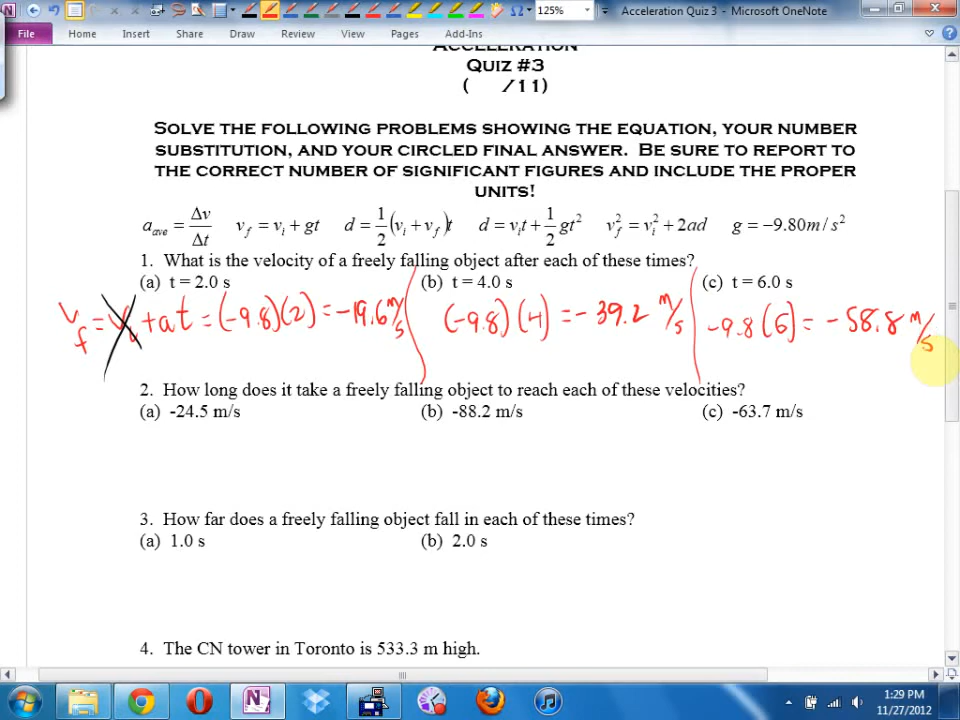 125%
Acceleration Quiz 3 - Microsoft OneNote
File Home Insert Share Draw Review View Pages Add-Ins
ACCELERATION
QUIZ #3
( /11)
SOLVE THE FOLLOWING PROBLEMS SHOWING THE EQUATION, YOUR NUMBER
SUBSTITUTION, AND YOUR CIRCLED FINAL ANSWER. BE SURE TO REPORT TO
THE CORRECT NUMBER OF SIGNIFICANT FIGURES AND INCLUDE THE PROPER
UNITS!
a_ave = Δv/Δt v_f = v_i + gt d = 1/2(v_i + v_f)t d = v_i t + 1/2 gt² v_f² = v_i² + 2ad g = −9.80m/s²
1. What is the velocity of a freely falling object after each of these times?
(a) t = 2.0 s (b) t = 4.0 s (c) t = 6.0 s
v_f = v_i + at = (-9.8)(2) = -19.6 m/s (-9.8)(4) = -39.2 m/s -9.8(6) = -58.8 m/s
2. How long does it take a freely falling object to reach each of these velocities?
(a) -24.5 m/s (b) -88.2 m/s (c) -63.7 m/s
3. How far does a freely falling object fall in each of these times?
(a) 1.0 s (b) 2.0 s
4. The CN tower in Toronto is 533.3 m high.
1:29 PM
11/27/2012